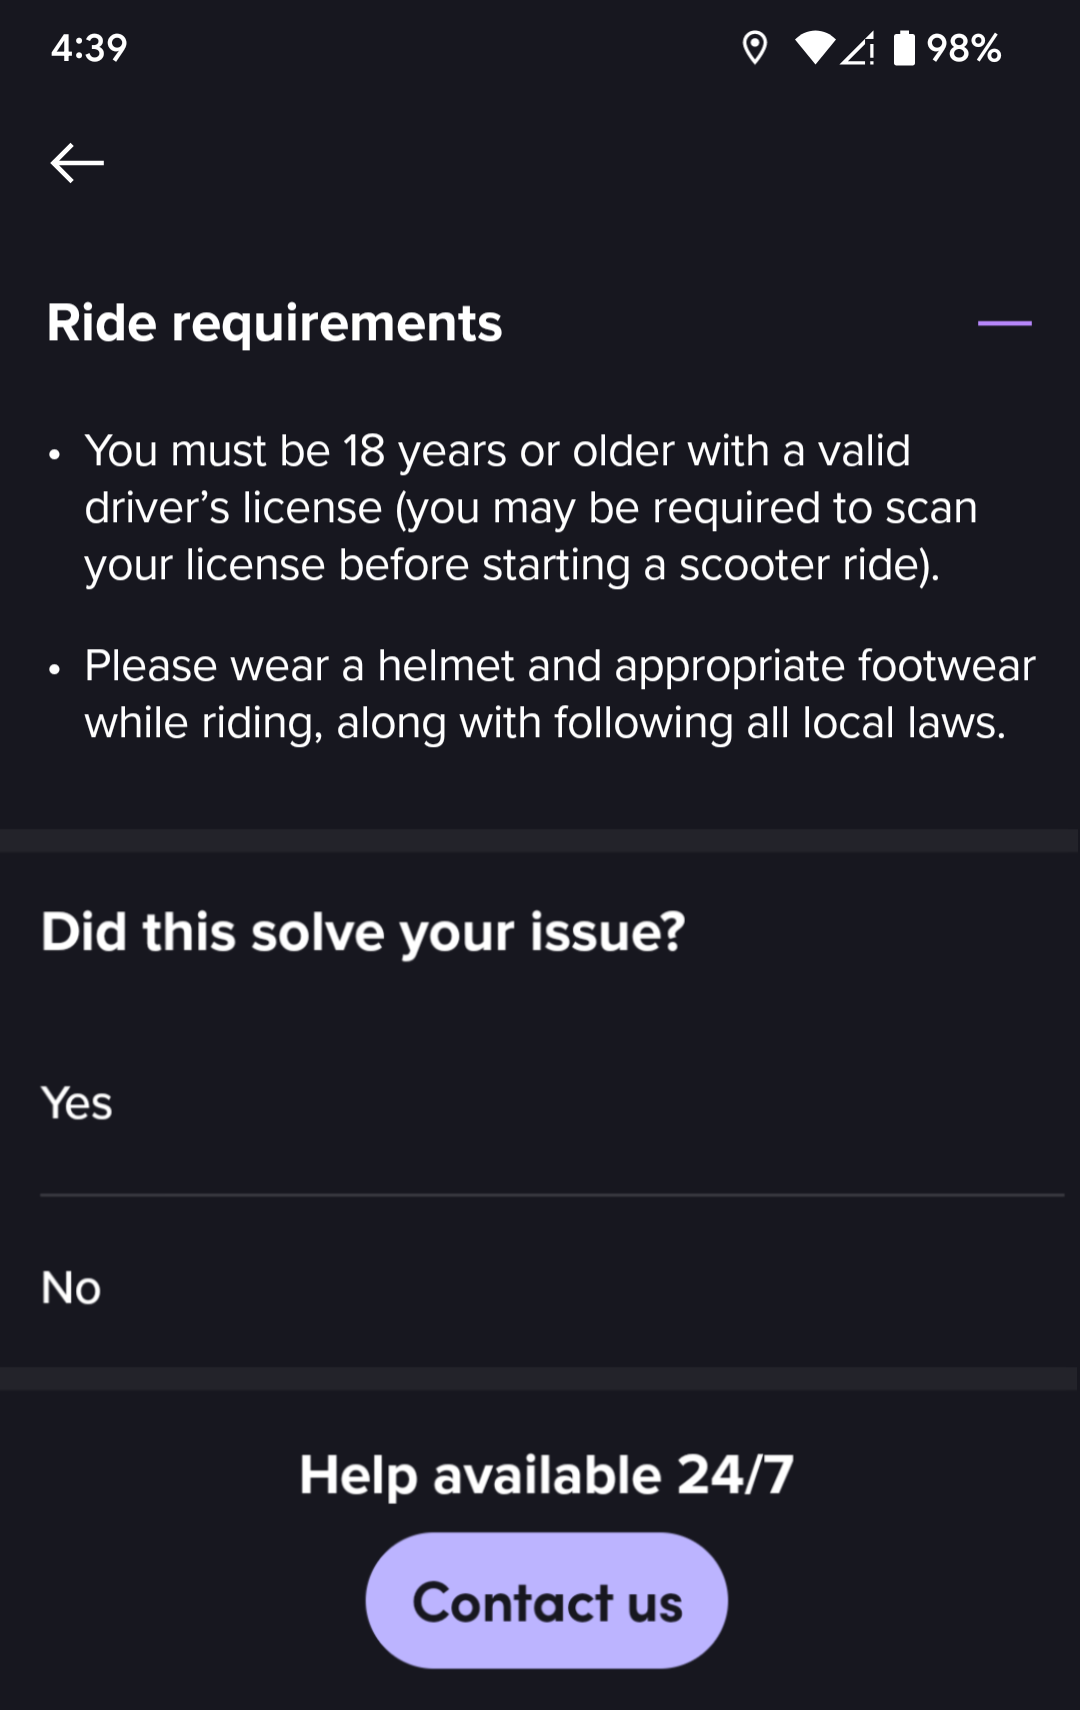 4:39
98%
Ride requirements
• You must be 18 years or older with a valid
driver’s license (you may be required to scan
your license before starting a scooter ride).
• Please wear a helmet and appropriate footwear
while riding, along with following all local laws.
Did this solve your issue?
Yes
No
Help available 24/7
Contact us